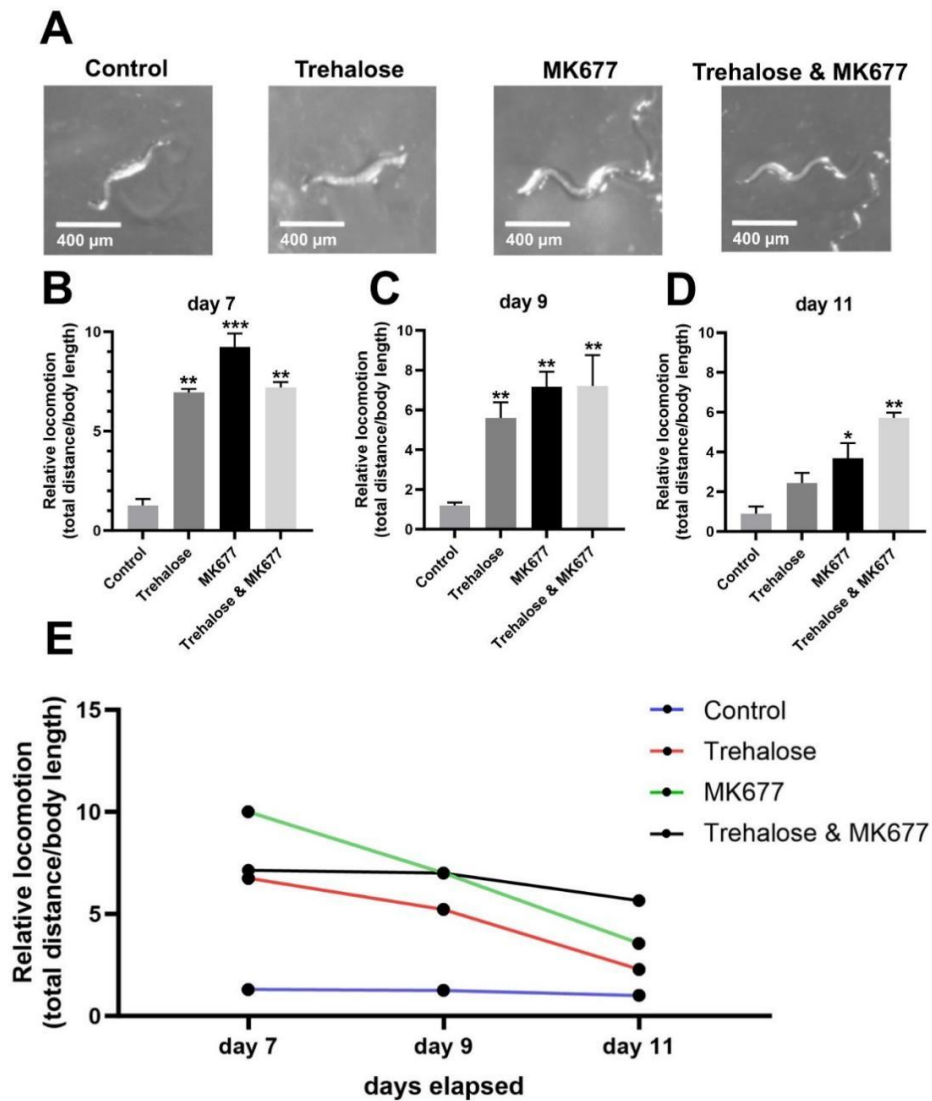 A
Control
Trehalose
MK677
Trehalose & MK677
400 µm
400 µm
400 µm
400 µm
B
day 7
Relative locomotion
(total distance/body length)
10
5
0
***
**
**
Control
Trehalose
MK677
Trehalose & MK677
C
day 9
Relative locomotion
(total distance/body length)
10
8
6
4
2
0
**
**
**
Control
Trehalose
MK677
Trehalose & MK677
D
day 11
Relative locomotion
(total distance/body length)
10
8
6
4
2
0
*
**
Control
Trehalose
MK677
Trehalose & MK677
E
Relative locomotion
(total distance/body length)
15
10
5
0
day 7
day 9
day 11
days elapsed
Control
Trehalose
MK677
Trehalose & MK677